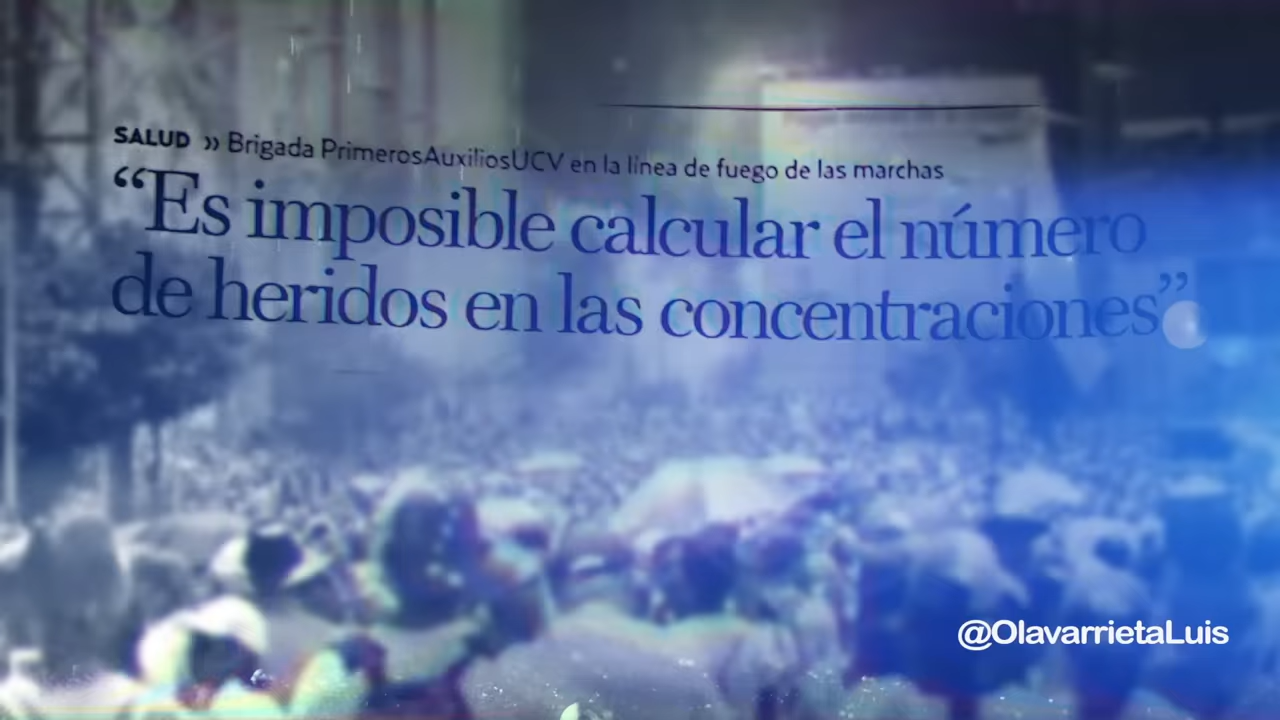 SALUD » Brigada PrimerosAuxiliosUCV en la línea de fuego de las marchas
“Es imposible calcular el número
de heridos en las concentraciones”
@OlavarrietaLuis